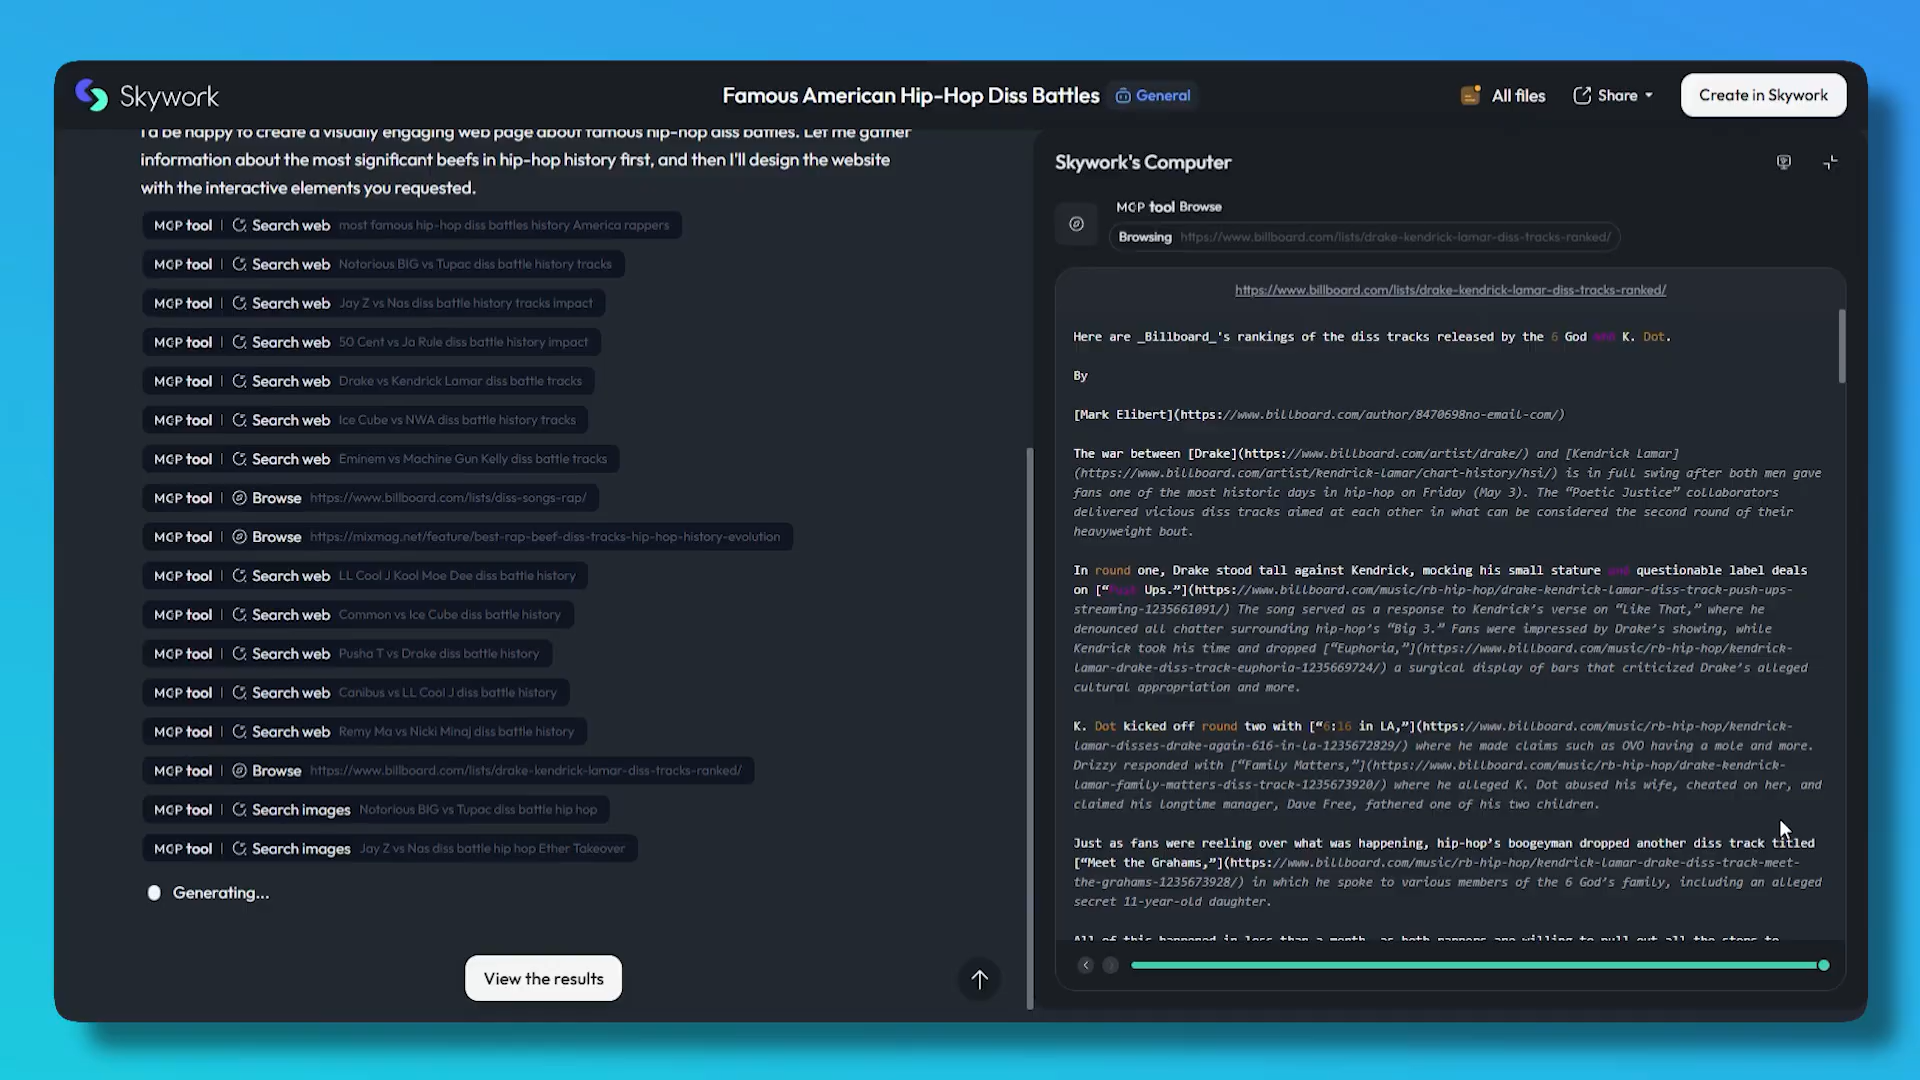 Skywork
Famous American Hip-Hop Diss Battles
General
All files
Share
Create in Skywork
I'd be happy to create a visually engaging web page about famous hip-hop diss battles. Let me gather
information about the most significant beefs in hip-hop history first, and then I'll design the website
with the interactive elements you requested.
MCP tool | Search web most famous hip-hop diss battles history America rappers
MCP tool | Search web Notorious BIG vs Tupac diss battle history tracks
MCP tool | Search web Jay Z vs Nas diss battle history tracks impact
MCP tool | Search web 50 Cent vs Ja Rule diss battle history impact
MCP tool | Search web Drake vs Kendrick Lamar diss battle tracks
MCP tool | Search web Ice Cube vs NWA diss battle history tracks
MCP tool | Search web Eminem vs Machine Gun Kelly diss battle tracks
MCP tool | Browse https://www.billboard.com/lists/diss-songs-rap/
MCP tool | Browse https://mixmag.net/feature/best-rap-beef-diss-tracks-hip-hop-history-evolution
MCP tool | Search web LL Cool J Kool Moe Dee diss battle history
MCP tool | Search web Common vs Ice Cube diss battle history
MCP tool | Search web Pusha T vs Drake diss battle history
MCP tool | Search web Canibus vs LL Cool J diss battle history
MCP tool | Search web Remy Ma vs Nicki Minaj diss battle history
MCP tool | Browse https://www.billboard.com/lists/drake-kendrick-lamar-diss-tracks-ranked/
MCP tool | Search images Notorious BIG vs Tupac diss battle hip hop
MCP tool | Search images Jay Z vs Nas diss battle hip hop Ether Takeover
Generating...
View the results
Skywork's Computer
MCP tool Browse
Browsing https://www.billboard.com/lists/drake-kendrick-lamar-diss-tracks-ranked/
https://www.billboard.com/lists/drake-kendrick-lamar-diss-tracks-ranked/
Here are _Billboard_'s rankings of the diss tracks released by the 6 God and K. Dot.
By
[Mark Elibert](https://www.billboard.com/author/8470698no-email-com/)
The war between [Drake](https://www.billboard.com/artist/drake/) and [Kendrick Lamar]
(https://www.billboard.com/artist/kendrick-lamar/chart-history/hsi/) is in full swing after both men gave
fans one of the most historic days in hip-hop on Friday (May 3). The “Poetic Justice” collaborators
delivered vicious diss tracks aimed at each other in what can be considered the second round of their
heavyweight bout.
In round one, Drake stood tall against Kendrick, mocking his small stature and questionable label deals
on [“Push Ups.”](https://www.billboard.com/music/rb-hip-hop/drake-kendrick-lamar-diss-track-push-ups-
streaming-1235661091/) The song served as a response to Kendrick’s verse on “Like That,” where he
denounced all chatter surrounding hip-hop’s “Big 3.” Fans were impressed by Drake’s showing, while
Kendrick took his time and dropped [“Euphoria,”](https://www.billboard.com/music/rb-hip-hop/kendrick-
lamar-drake-diss-track-euphoria-1235669724/) a surgical display of bars that criticized Drake’s alleged
cultural appropriation and more.
K. Dot kicked off round two with [“6:16 in LA,”](https://www.billboard.com/music/rb-hip-hop/kendrick-
lamar-disses-drake-again-616-in-la-1235672829/) where he made claims such as OVO having a mole and more.
Drizzy responded with [“Family Matters,”](https://www.billboard.com/music/rb-hip-hop/drake-kendrick-
lamar-family-matters-diss-track-1235673920/) where he alleged K. Dot abused his wife, cheated on her, and
claimed his longtime manager, Dave Free, fathered one of his two children.
Just as fans were reeling over what was happening, hip-hop’s boogeyman dropped another diss track titled
[“Meet the Grahams,”](https://www.billboard.com/music/rb-hip-hop/kendrick-lamar-drake-diss-track-meet-
the-grahams-1235673928/) in which he spoke to various members of the 6 God’s family, including an alleged
secret 11-year-old daughter.
All of this happened in less than a month, as both rappers are willing to pull out all the stops to